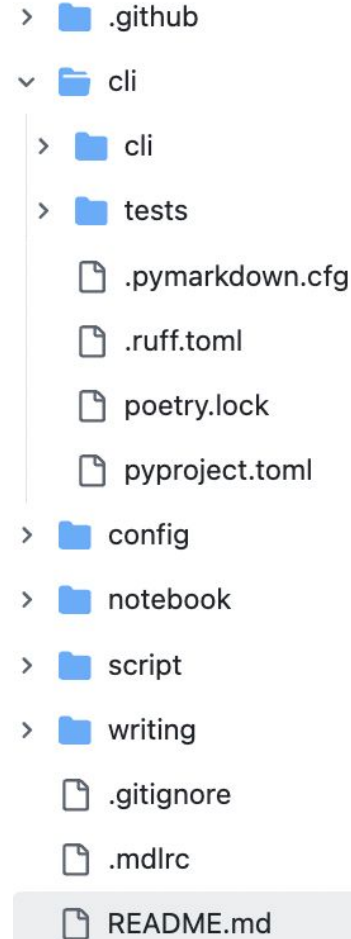 .github
cli
cli
tests
.pymarkdown.cfg
.ruff.toml
poetry.lock
pyproject.toml
config
notebook
script
writing
.gitignore
.mdlrc
README.md